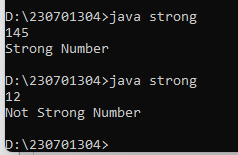 D:\230701304>java strong
145
Strong Number
D:\230701304>java strong
12
Not Strong Number
D:\230701304>